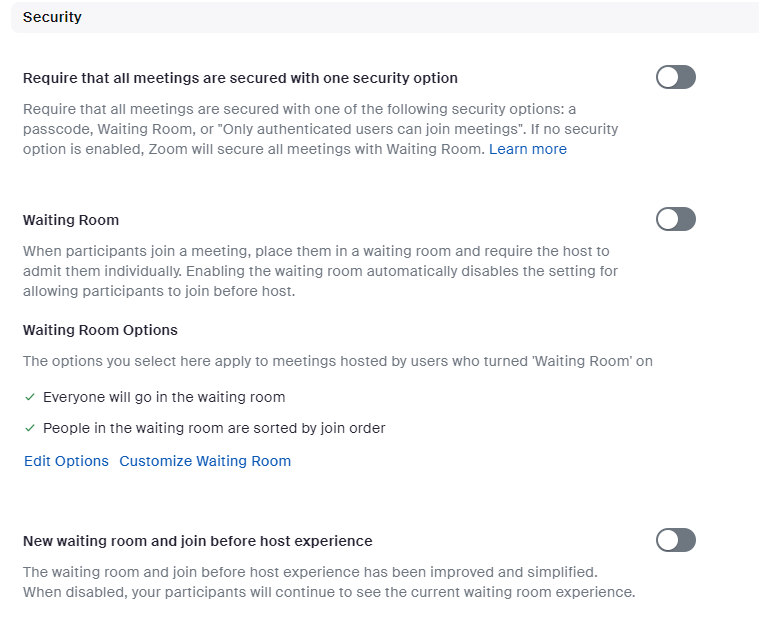 Security
Require that all meetings are secured with one security option
Require that all meetings are secured with one of the following security options: a
passcode, Waiting Room, or "Only authenticated users can join meetings". If no security
option is enabled, Zoom will secure all meetings with Waiting Room. Learn more
Waiting Room
When participants join a meeting, place them in a waiting room and require the host to
admit them individually. Enabling the waiting room automatically disables the setting for
allowing participants to join before host.
Waiting Room Options
The options you select here apply to meetings hosted by users who turned 'Waiting Room' on
Everyone will go in the waiting room
People in the waiting room are sorted by join order
Edit Options Customize Waiting Room
New waiting room and join before host experience
The waiting room and join before host experience has been improved and simplified.
When disabled, your participants will continue to see the current waiting room experience.